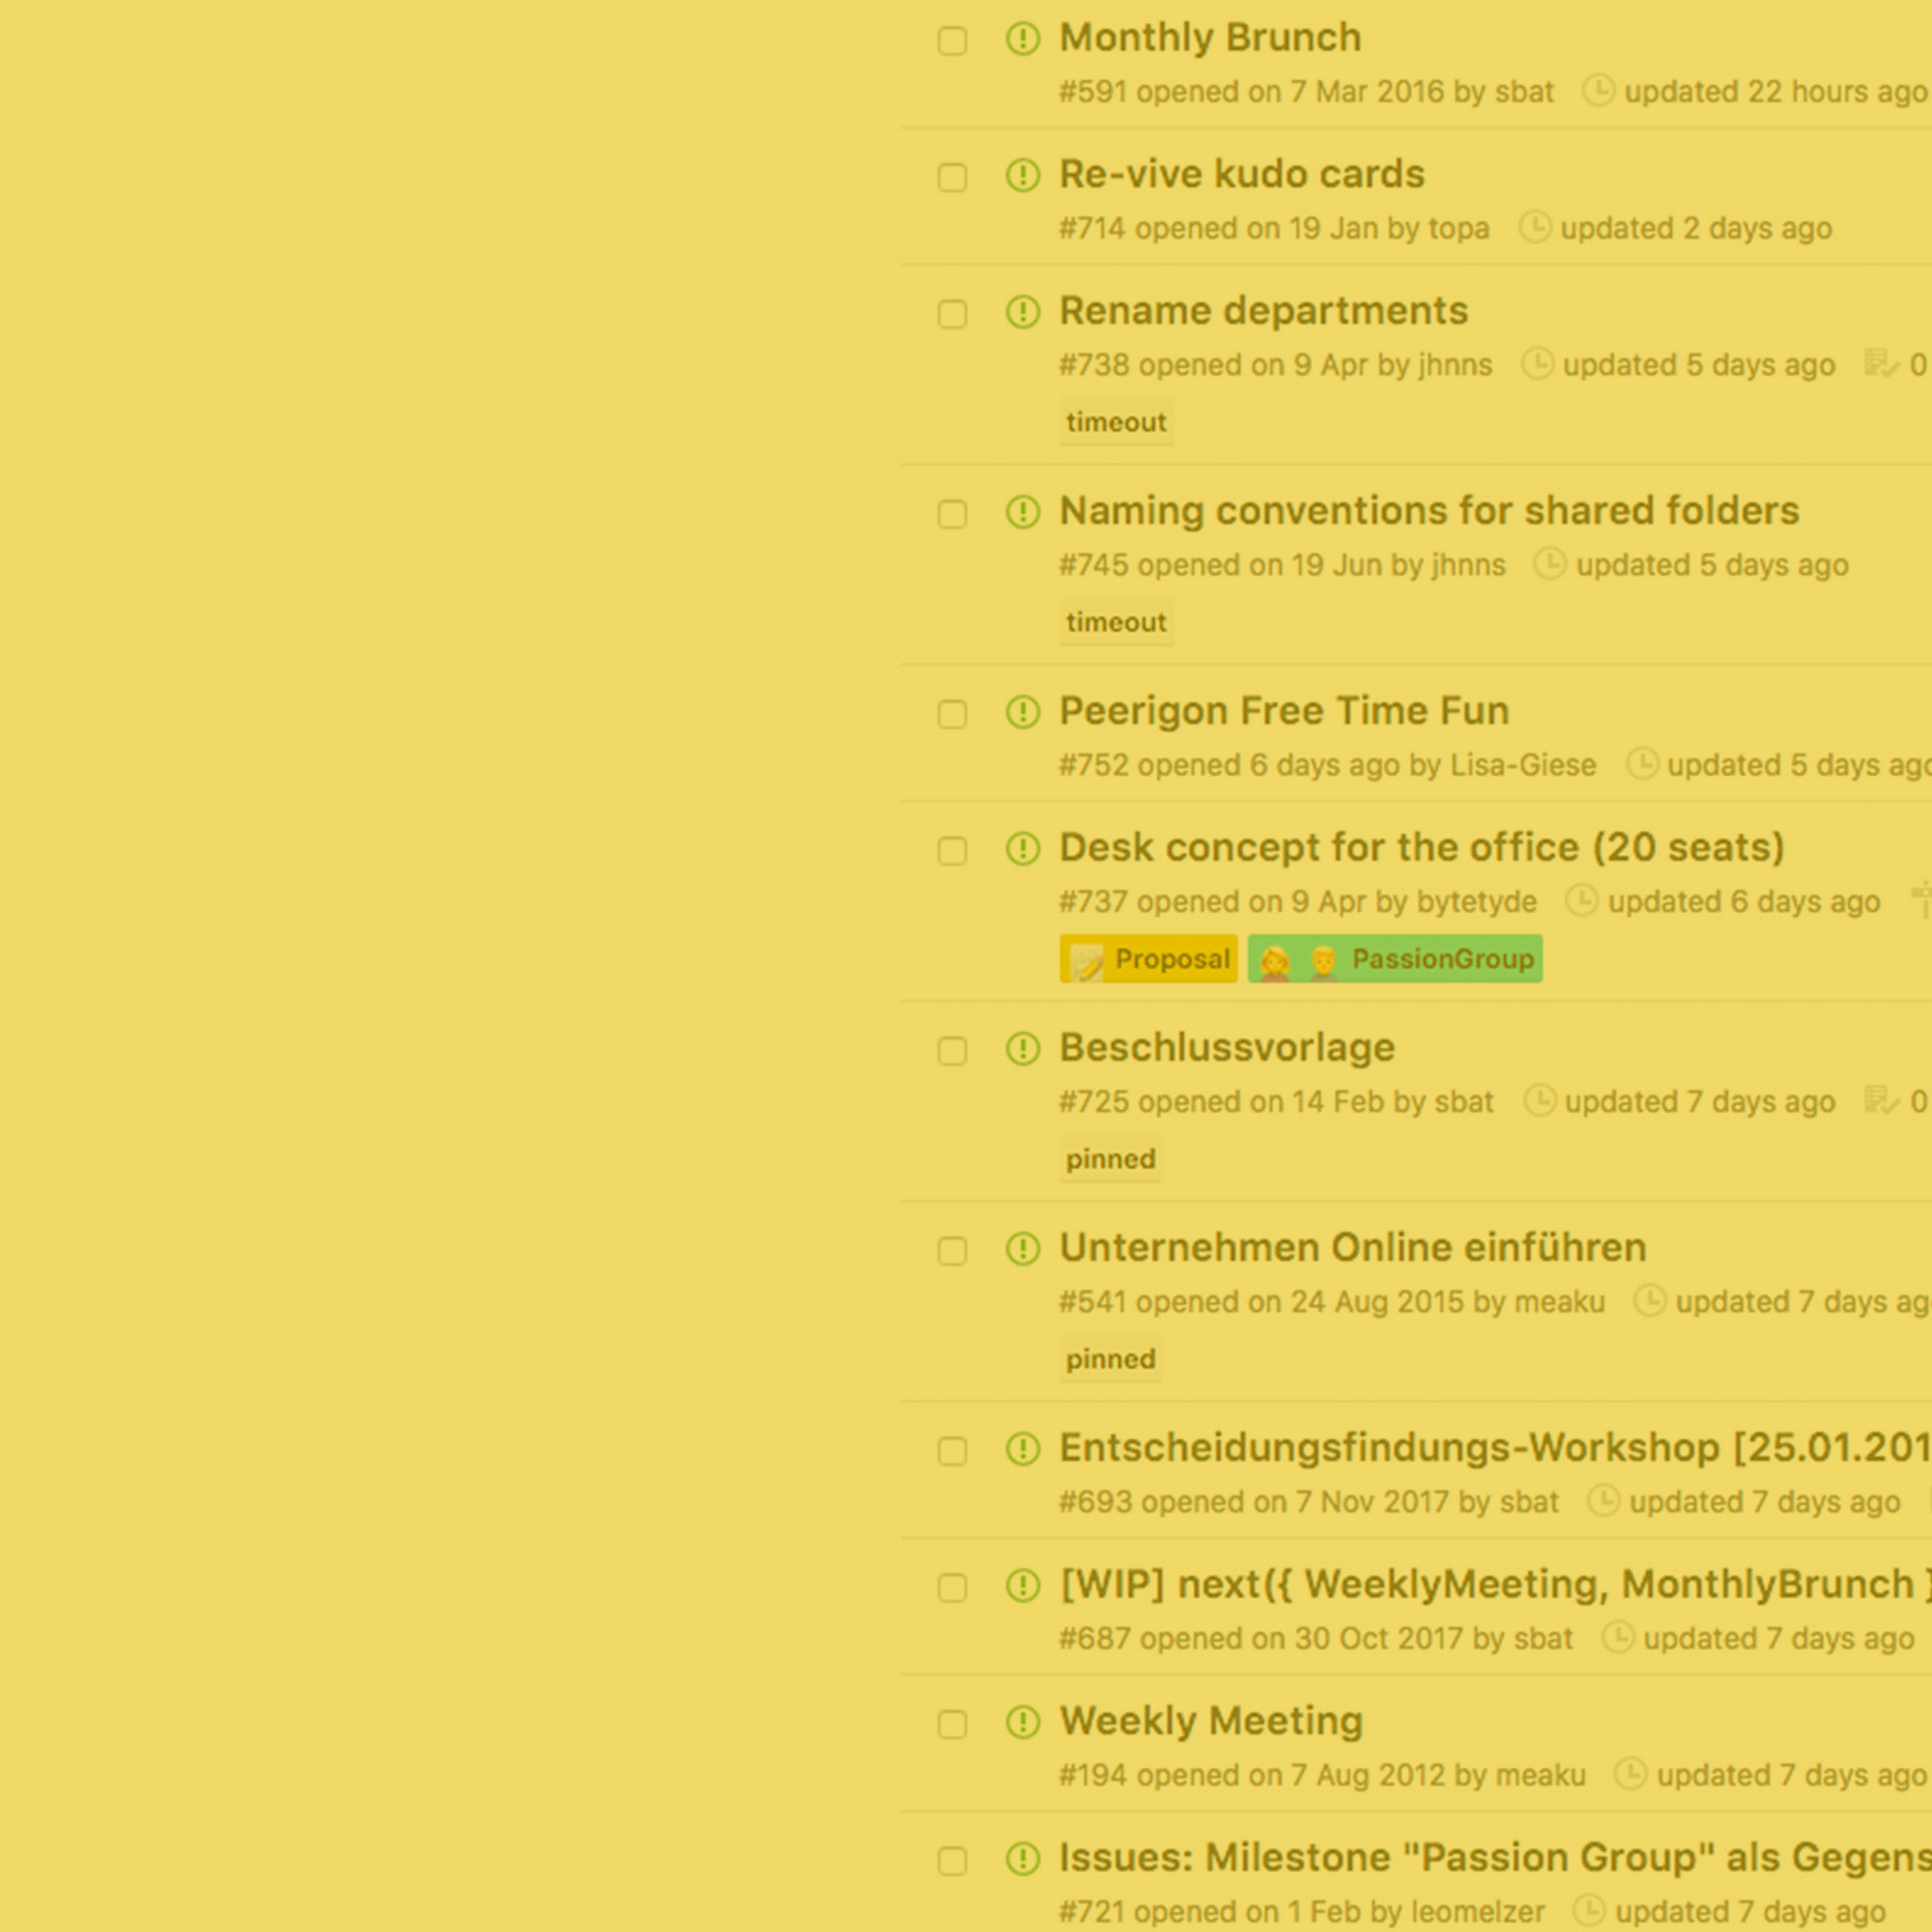 Monthly Brunch
#591 opened on 7 Mar 2016 by sbat updated 22 hours ago
Re-vive kudo cards
#714 opened on 19 Jan by topa updated 2 days ago
Rename departments
#738 opened on 9 Apr by jhnns updated 5 days ago 0
timeout
Naming conventions for shared folders
#745 opened on 19 Jun by jhnns updated 5 days ago
timeout
Peerigon Free Time Fun
#752 opened 6 days ago by Lisa-Giese updated 5 days ago
Desk concept for the office (20 seats)
#737 opened on 9 Apr by bytetyde updated 6 days ago
Proposal PassionGroup
Beschlussvorlage
#725 opened on 14 Feb by sbat updated 7 days ago 0
pinned
Unternehmen Online einführen
#541 opened on 24 Aug 2015 by meaku updated 7 days ag
pinned
Entscheidungsfindungs-Workshop [25.01.201
#693 opened on 7 Nov 2017 by sbat updated 7 days ago
[WIP] next({ WeeklyMeeting, MonthlyBrunch }
#687 opened on 30 Oct 2017 by sbat updated 7 days ago
Weekly Meeting
#194 opened on 7 Aug 2012 by meaku updated 7 days ago
Issues: Milestone "Passion Group" als Gegens
#721 opened on 1 Feb by leomelzer updated 7 days ago